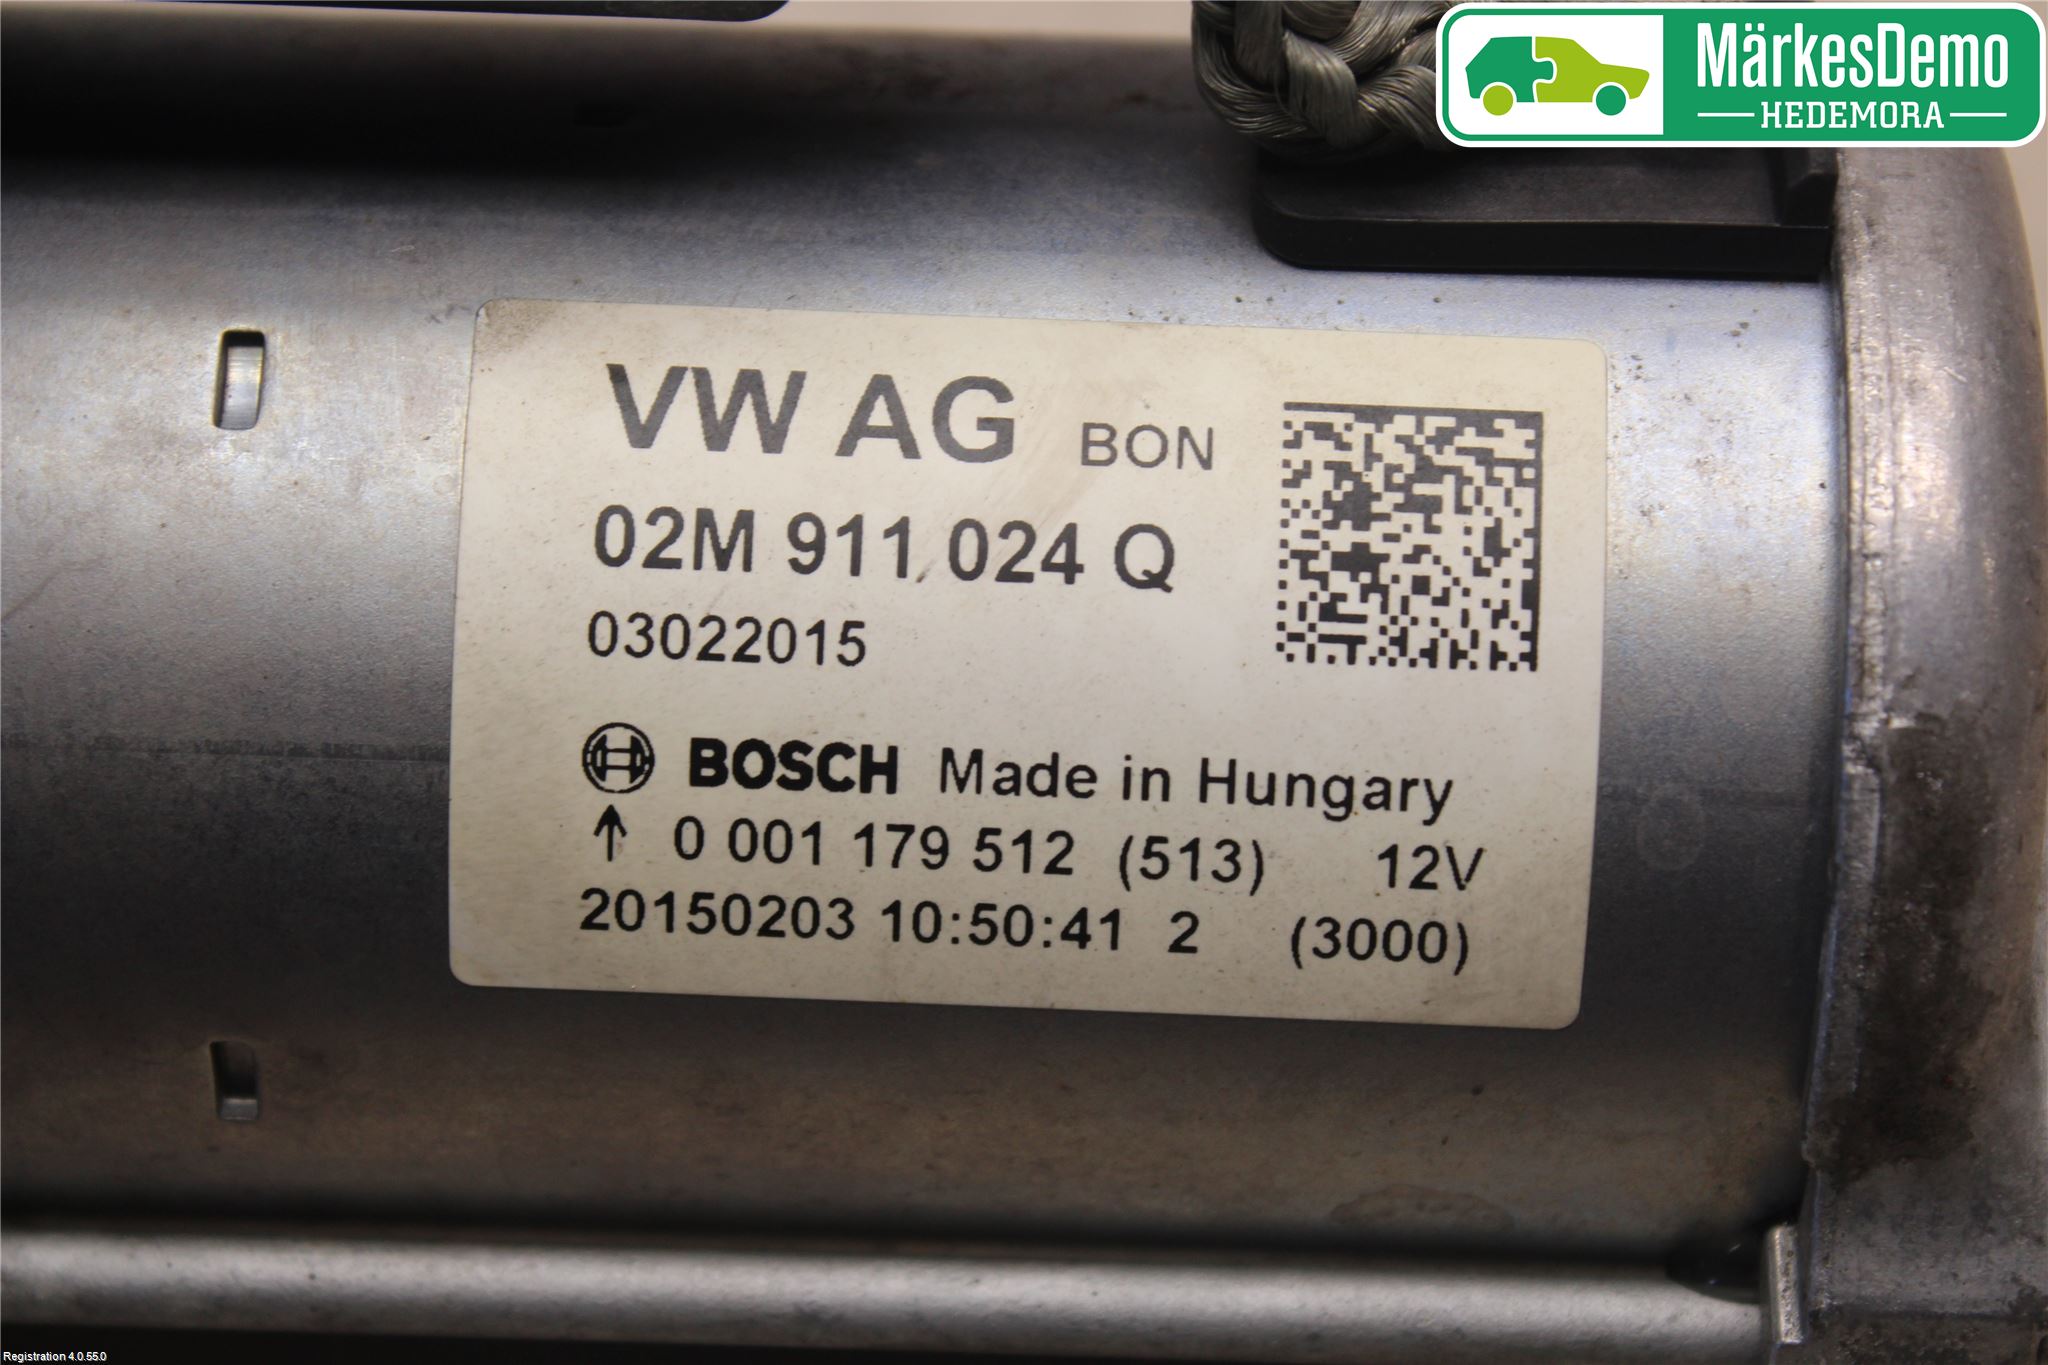 MärkesDemo
HEDEMORA
VW AG BON
02M 911 024 Q
03022015
BOSCH Made in Hungary
↑ 0 001 179 512 (513) 12V
20150203 10:50:41 2 (3000)
Registration 4.0.55.0